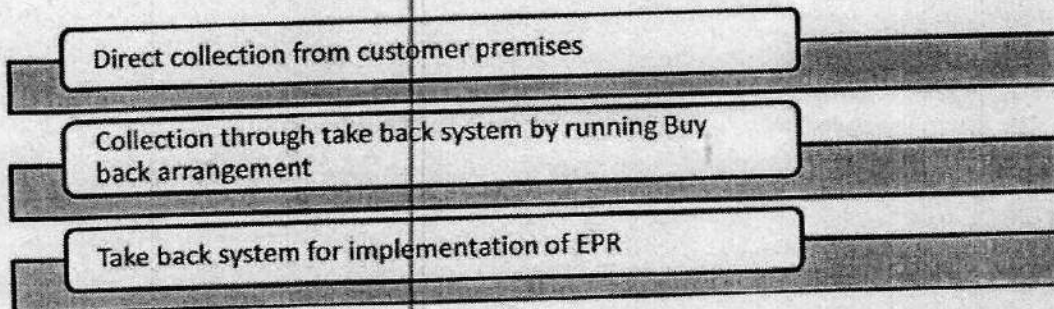 Direct collection from customer premises
Collection through take back system by running Buy
back arrangement
Take back system for implementation of EPR